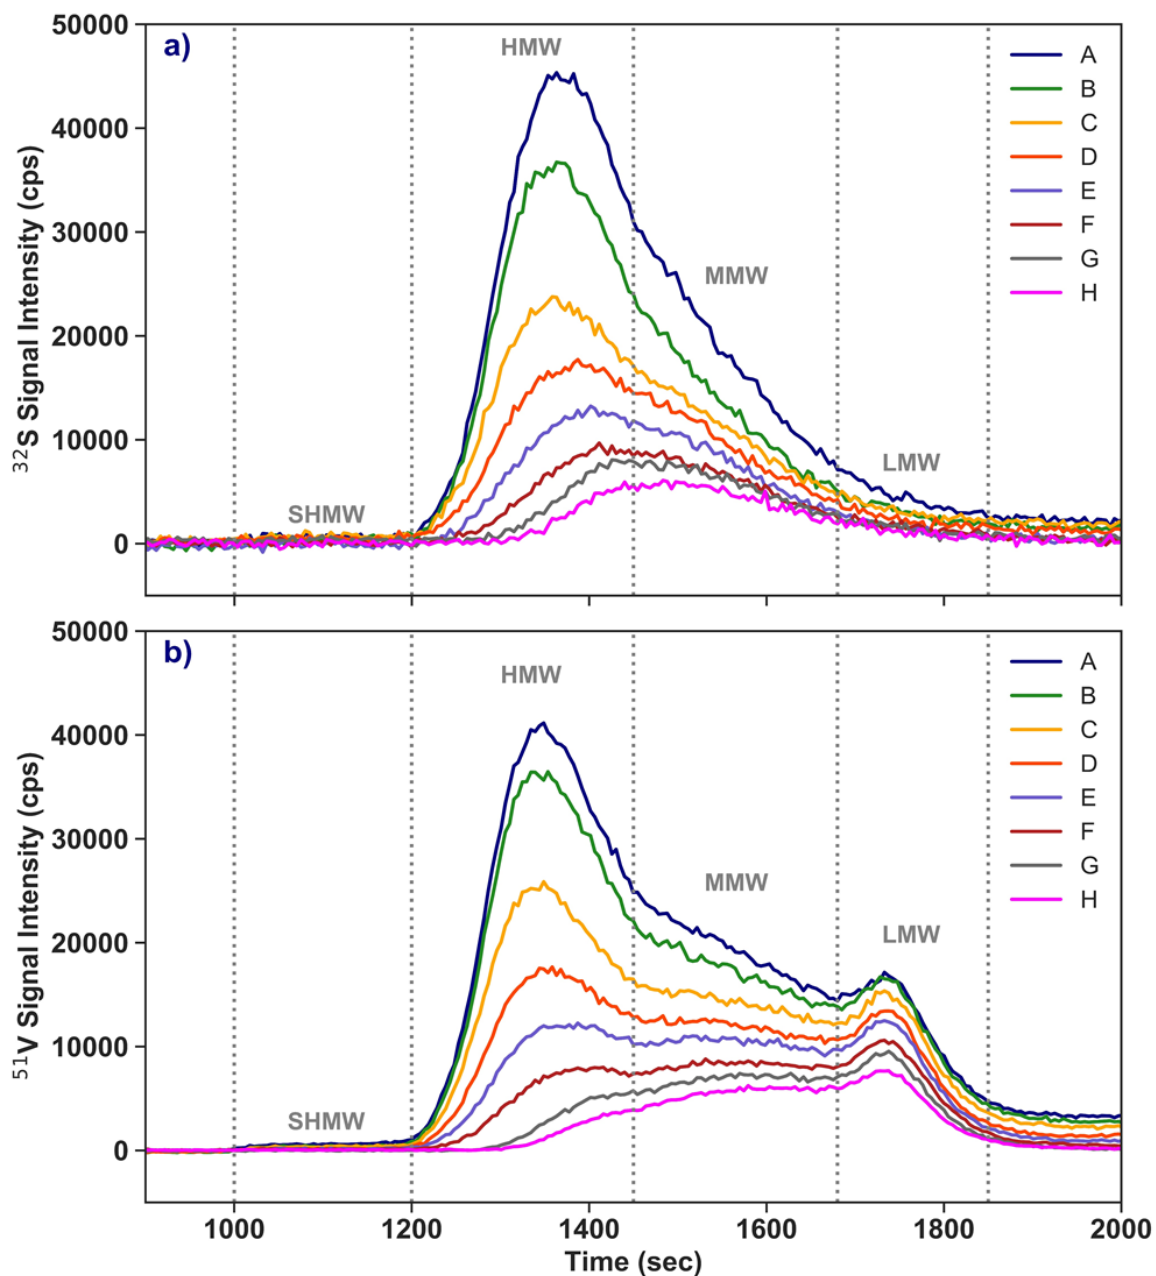 a)
50000
40000
30000
20000
10000
0
³²S Signal Intensity (cps)
SHMW
HMW
MMW
LMW
A
B
C
D
E
F
G
H
b)
50000
40000
30000
20000
10000
0
⁵¹V Signal Intensity (cps)
SHMW
HMW
MMW
LMW
A
B
C
D
E
F
G
H
1000 1200 1400 1600 1800 2000
Time (sec)